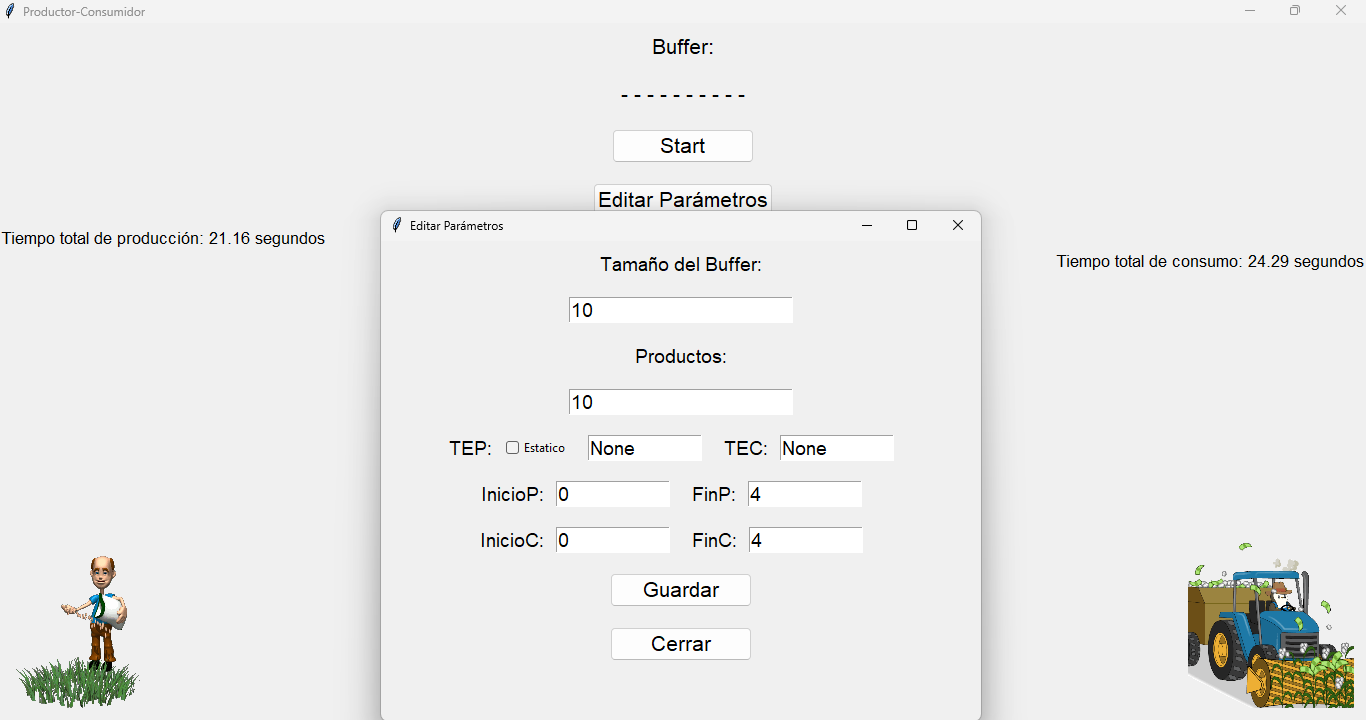 Productor-Consumidor
Buffer:
- - - - - - - - - -
Start
Editar Parámetros
Tiempo total de producción: 21.16 segundos
Tiempo total de consumo: 24.29 segundos
Editar Parámetros
Tamaño del Buffer:
10
Productos:
10
TEP: Estatico None TEC: None
InicioP: 0 FinP: 4
InicioC: 0 FinC: 4
Guardar
Cerrar